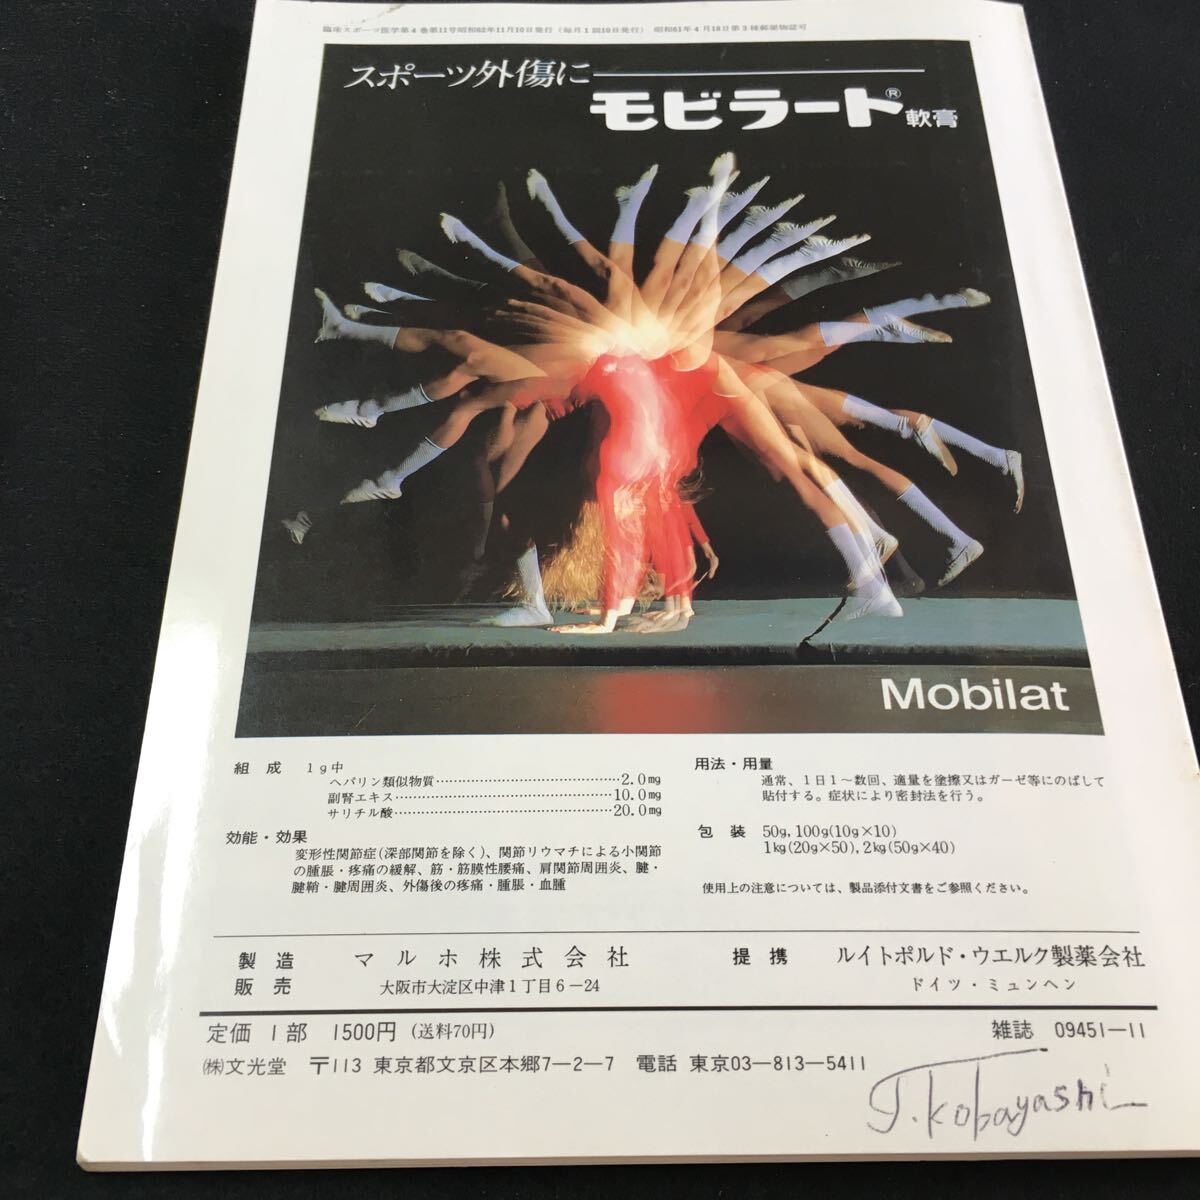 臨床スポーツ医学第4巻第11号昭和62年11月10日発行(毎月1回10日発行) 昭和61年4月18日第3種郵便物認可
スポーツ外傷に
モビラート®軟膏
Mobilat
組成 1g中
ヘパリン類似物質……………………………2.0mg
副腎エキス……………………………10.0mg
サリチル酸……………………………20.0mg
効能・効果
変形性関節症(深部関節を除く)、関節リウマチによる小関節
の腫脹・疼痛の緩解、筋・筋膜性腰痛、肩関節周囲炎、腱・
腱鞘・腱周囲炎、外傷後の疼痛・腫脹・血腫
用法・用量
通常、1日1〜数回、適量を塗擦又はガーゼ等にのばして
貼付する。症状により密封法を行う。
包装 50g, 100g(10g×10)
1kg(20g×50), 2kg(50g×40)
使用上の注意については、製品添付文書をご参照ください。
製造 マルホ株式会社
販売 大阪市大淀区中津1丁目6-24
提携 ルイトポルド・ウエルク製薬会社
ドイツ・ミュンヘン
定価 1部 1500円 (送料70円)
雑誌 09451-11
㈱文光堂 〒113 東京都文京区本郷7-2-7 電話 東京03-813-5411
J. Kobayashi